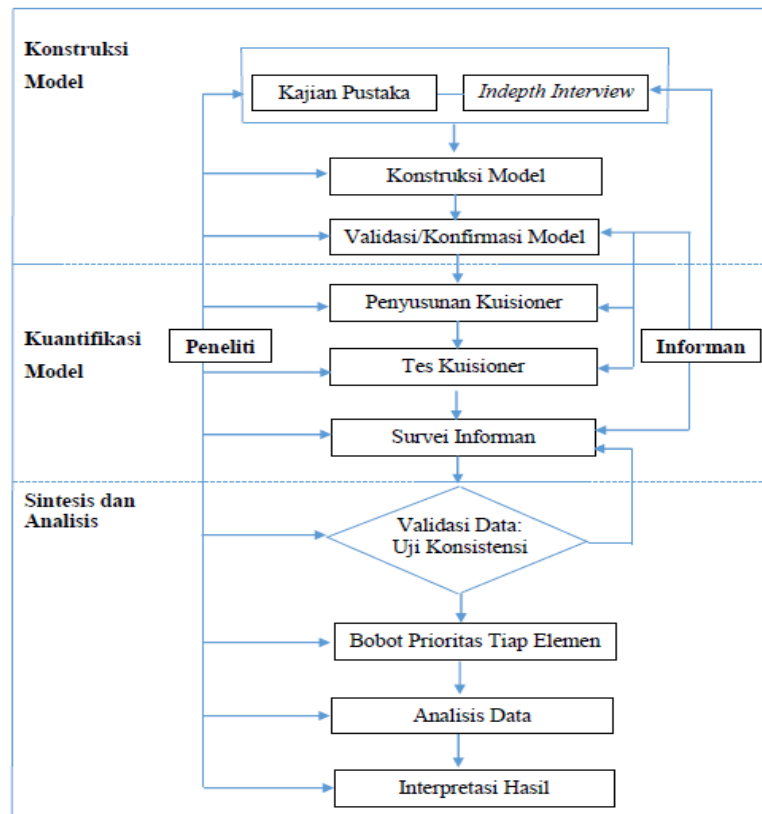 Konstruksi
Model
Kajian Pustaka
Indepth Interview
Konstruksi Model
Validasi/Konfirmasi Model
Kuantifikasi
Model
Peneliti
Penyusunan Kuisioner
Informan
Tes Kuisioner
Survei Informan
Sintesis dan
Analisis
Validasi Data:
Uji Konsistensi
Bobot Prioritas Tiap Elemen
Analisis Data
Interpretasi Hasil